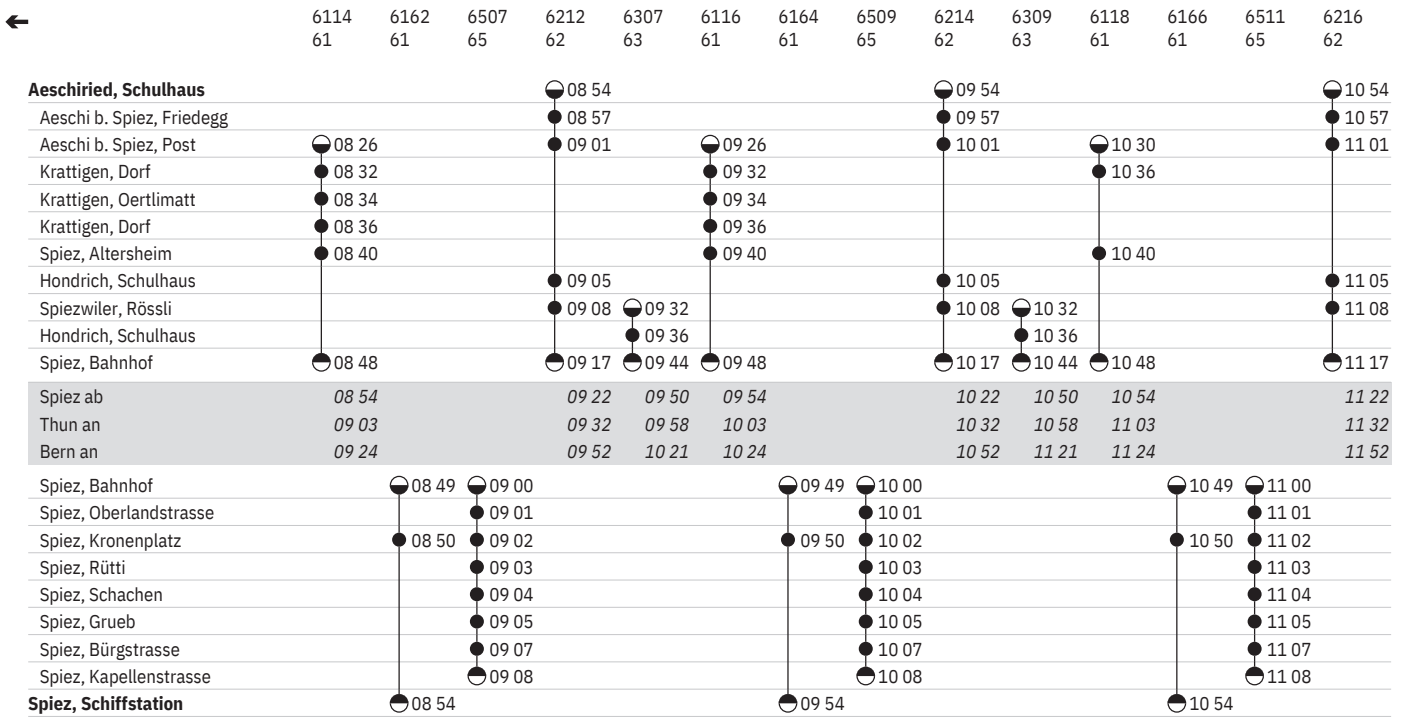 6114 6162 6507 6212 6307 6116 6164 6509 6214 6309 6118 6166 6511 6216
61 61 65 62 63 61 61 65 62 63 61 61 65 62
Aeschiried, Schulhaus 08 54 09 54 10 54
Aeschi b. Spiez, Friedegg 08 57 09 57 10 57
Aeschi b. Spiez, Post 08 26 09 01 09 26 10 01 10 30 11 01
Krattigen, Dorf 08 32 09 32 10 36
Krattigen, Oertlimatt 08 34 09 34
Krattigen, Dorf 08 36 09 36
Spiez, Altersheim 08 40 09 40 10 40
Hondrich, Schulhaus 09 05 10 05 11 05
Spiezwiler, Rössli 09 08 09 32 10 08 10 32 11 08
Hondrich, Schulhaus 09 36 10 36
Spiez, Bahnhof 08 48 09 17 09 44 09 48 10 17 10 44 10 48 11 17
Spiez ab 08 54 09 22 09 50 09 54 10 22 10 50 10 54 11 22
Thun an 09 03 09 32 09 58 10 03 10 32 10 58 11 03 11 32
Bern an 09 24 09 52 10 21 10 24 10 52 11 21 11 24 11 52
Spiez, Bahnhof 08 49 09 00 09 49 10 00 10 49 11 00
Spiez, Oberlandstrasse 09 01 10 01 11 01
Spiez, Kronenplatz 08 50 09 02 09 50 10 02 10 50 11 02
Spiez, Rütti 09 03 10 03 11 03
Spiez, Schachen 09 04 10 04 11 04
Spiez, Grueb 09 05 10 05 11 05
Spiez, Bürgstrasse 09 07 10 07 11 07
Spiez, Kapellenstrasse 09 08 10 08 11 08
Spiez, Schiffstation 08 54 09 54 10 54